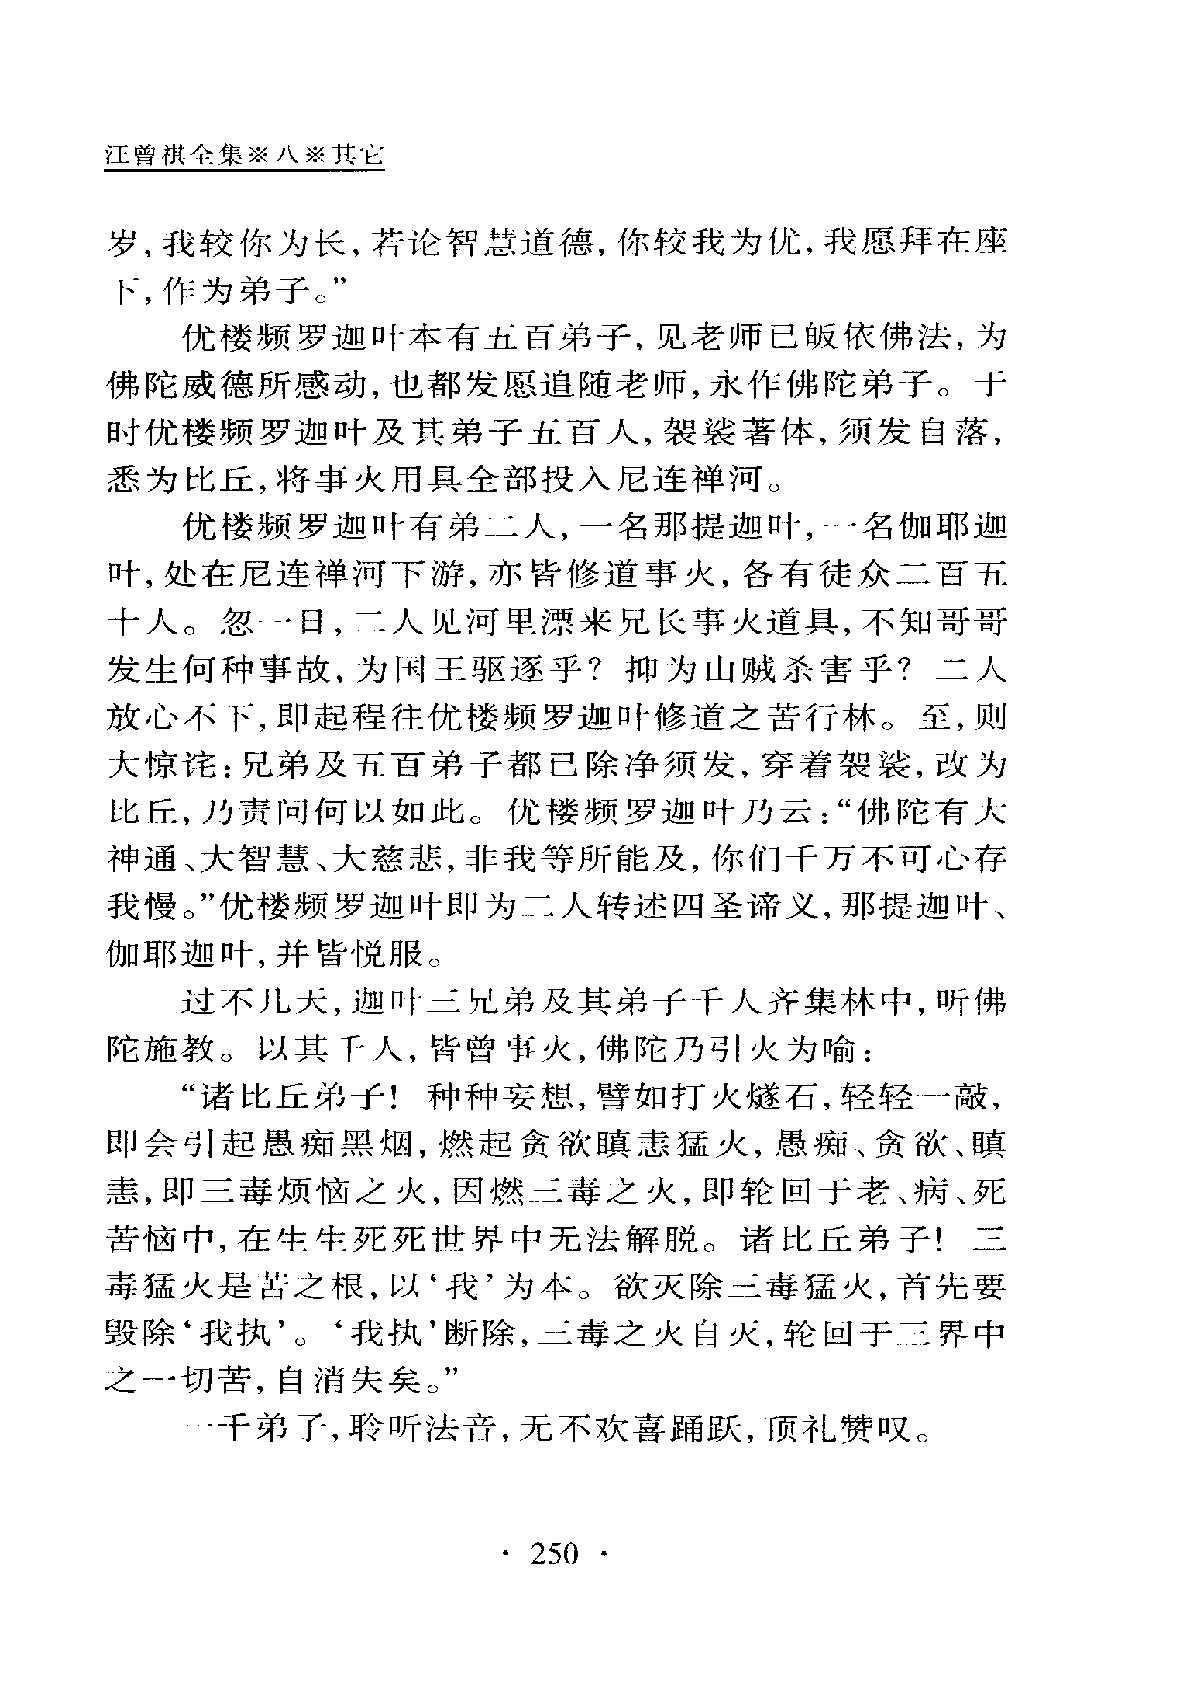 汪曾祺全集※八※其它
岁,我较你为长,若论智慧道德,你较我为优,我愿拜在座
下,作为弟子。”
优楼频罗迦叶本有五百弟子,见老师已皈依佛法,为
佛陀威德所感动,也都发愿追随老师,永作佛陀弟子。于
时优楼频罗迦叶及其弟子五百人,袈裟著体,须发自落,
悉为比丘,将事火用具全部投入尼连禅河。
优楼频罗迦叶有弟二人,一名那提迦叶,一名伽耶迦
叶,处在尼连禅河下游,亦皆修道事火,各有徒众二百五
十人。忽一日,二人见河里漂来兄长事火道具,不知哥哥
发生何种事故,为国王驱逐乎?抑为山贼杀害乎?二人
放心不下,即起程往优楼频罗迦叶修道之苦行林。至,则
大惊诧:兄弟及五百弟子都已除净须发,穿着袈裟,改为
比丘,乃责问何以如此。优楼频罗迦叶乃云:“佛陀有大
神通、大智慧、大慈悲,非我等所能及,你们千万不可心存
我慢。”优楼频罗迦叶即为二人转述四圣谛义,那提迦叶、
伽耶迦叶,并皆悦服。
过不几天,迦叶三兄弟及其弟子千人齐集林中,听佛
陀施教。以其千人,皆曾事火,佛陀乃引火为喻:
“诸比丘弟子!种种妄想,譬如打火燧石,轻轻一敲,
即会引起愚痴黑烟,燃起贪欲瞋恚猛火,愚痴、贪欲、瞋
恚,即三毒烦恼之火,因燃三毒之火,即轮回于老、病、死
苦恼中,在生生死死世界中无法解脱。诸比丘弟子!三
毒猛火是苦之根,以‘我’为本。欲灭除三毒猛火,首先要
毁除‘我执’。‘我执’断除,三毒之火自灭,轮回于三界中
之一切苦,自消失矣。”
一千弟子,聆听法音,无不欢喜踊跃,顶礼赞叹。
· 250 ·